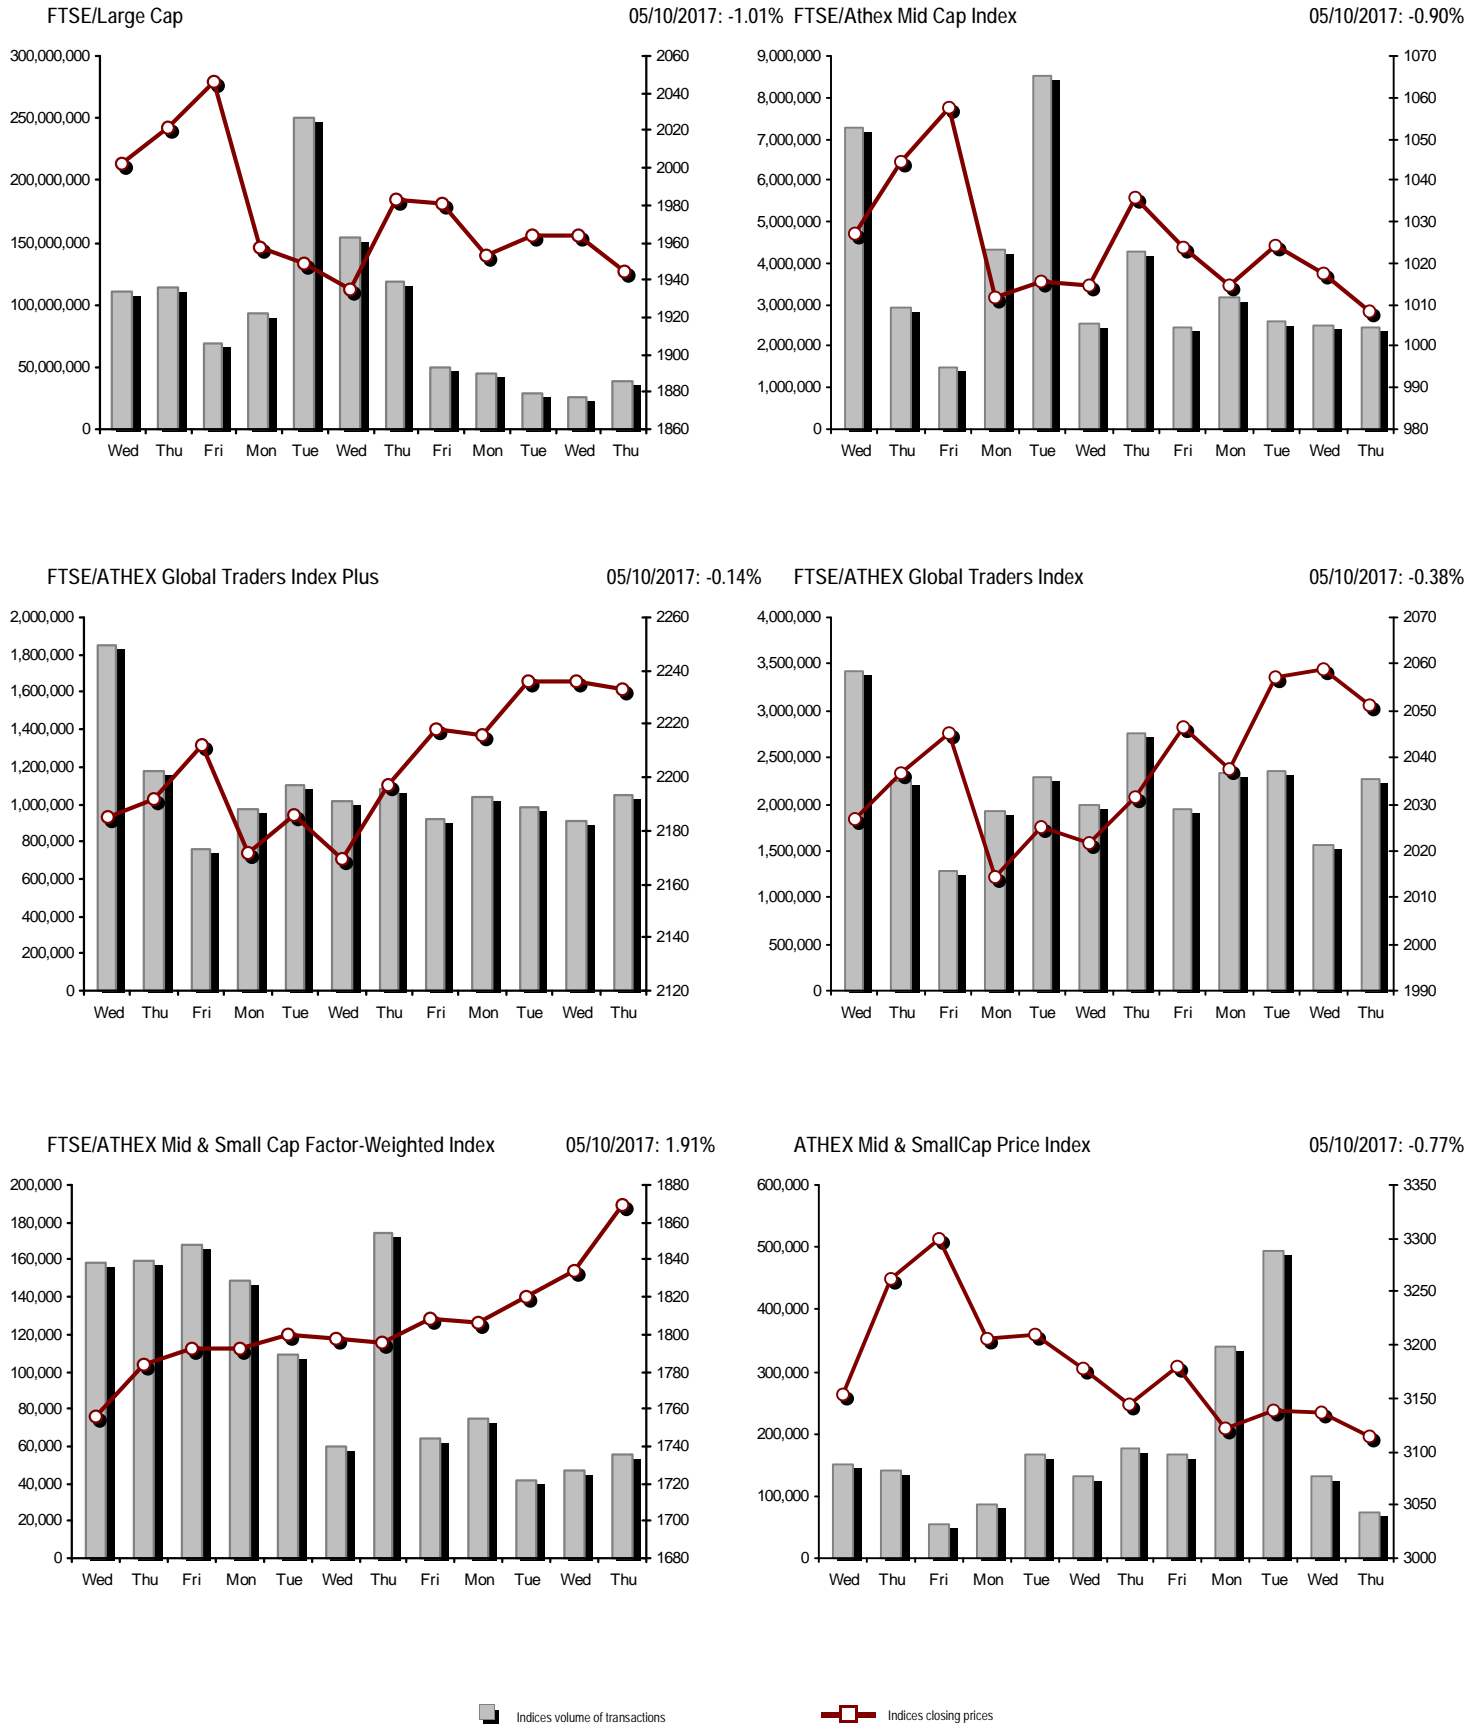 FTSE/Large Cap 05/10/2017: -1.01% FTSE/Athex Mid Cap Index 05/10/2017: -0.90%
300,000,000 2060 9,000,000 1070
2040
250,000,000 8,000,000 1060
2020 7,000,000 1050
200,000,000 2000 6,000,000 1040
1980 5,000,000 1030
150,000,000 1960 4,000,000 1020
1940
100,000,000 1920 3,000,000 1010
1900 2,000,000 1000
50,000,000 1880 1,000,000 990
0 1860 0 980
Wed Thu Fri Mon Tue Wed Thu Fri Mon Tue Wed Thu Wed Thu Fri Mon Tue Wed Thu Fri Mon Tue Wed Thu
FTSE/ATHEX Global Traders Index Plus 05/10/2017: -0.14% FTSE/ATHEX Global Traders Index 05/10/2017: -0.38%
2,000,000 2260 4,000,000 2070
1,800,000 2240 3,500,000 2060
1,600,000
1,400,000 2220 3,000,000 2050
1,200,000 2200 2,500,000 2040
1,000,000 2,000,000 2030
800,000 2180 1,500,000 2020
600,000 2160 1,000,000 2010
400,000 2140 500,000 2000
200,000
0 2120 0 1990
Wed Thu Fri Mon Tue Wed Thu Fri Mon Tue Wed Thu Wed Thu Fri Mon Tue Wed Thu Fri Mon Tue Wed Thu
FTSE/ATHEX Mid & Small Cap Factor-Weighted Index 05/10/2017: 1.91% ATHEX Mid & SmallCap Price Index 05/10/2017: -0.77%
200,000 1880 600,000 3350
180,000 1860 500,000 3300
160,000 1840
140,000 1820 400,000 3250
120,000 1800 3200
100,000 1780 300,000
80,000 1760 3150
60,000 1740 200,000 3100
40,000 1720 100,000 3050
20,000 1700
0 1680 0 3000
Wed Thu Fri Mon Tue Wed Thu Fri Mon Tue Wed Thu Wed Thu Fri Mon Tue Wed Thu Fri Mon Tue Wed Thu
Indices volume of transactions Indices closing prices